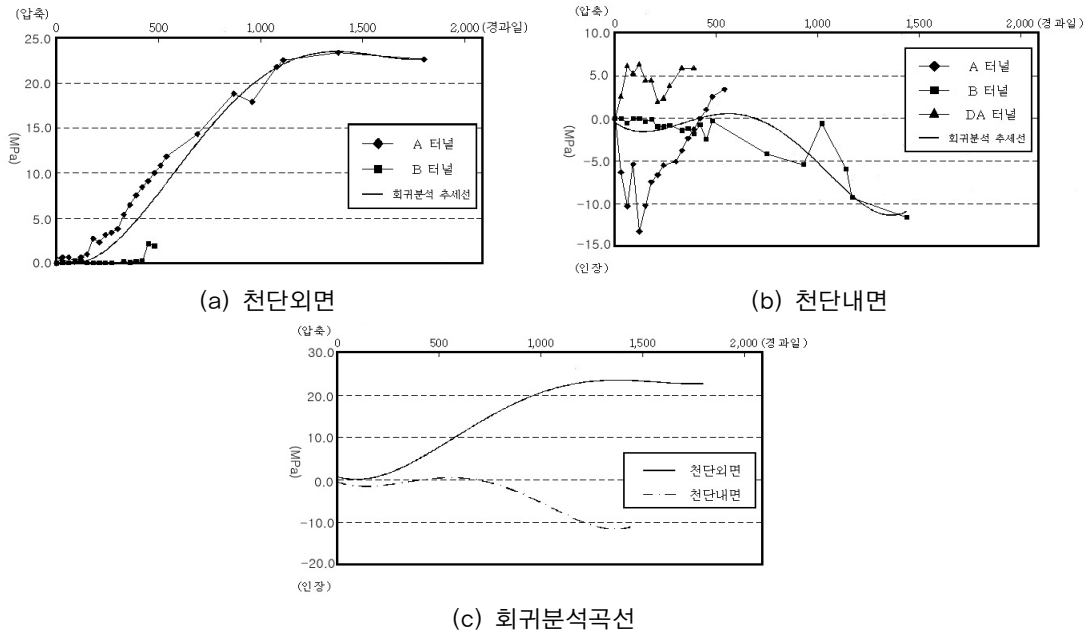 (압축)
0 500 1,000 1,500 2,000 (경과일)
25.0
20.0
15.0
10.0
5.0
0.0
(MPa)
A 터널
B 터널
회귀분석 추세선
(a) 천단외면
(압축)
0 500 1,000 1,500 2,000 (경과일)
10.0
5.0
0.0
-5.0
-10.0
-15.0
(MPa)
(인장)
A 터널
B 터널
DA 터널
회귀분석 추세선
(b) 천단내면
(압축)
0 500 1,000 1,500 2,000 (경과일)
30.0
20.0
10.0
0.0
-10.0
-20.0
(MPa)
(인장)
천단외면
천단내면
(c) 회귀분석곡선